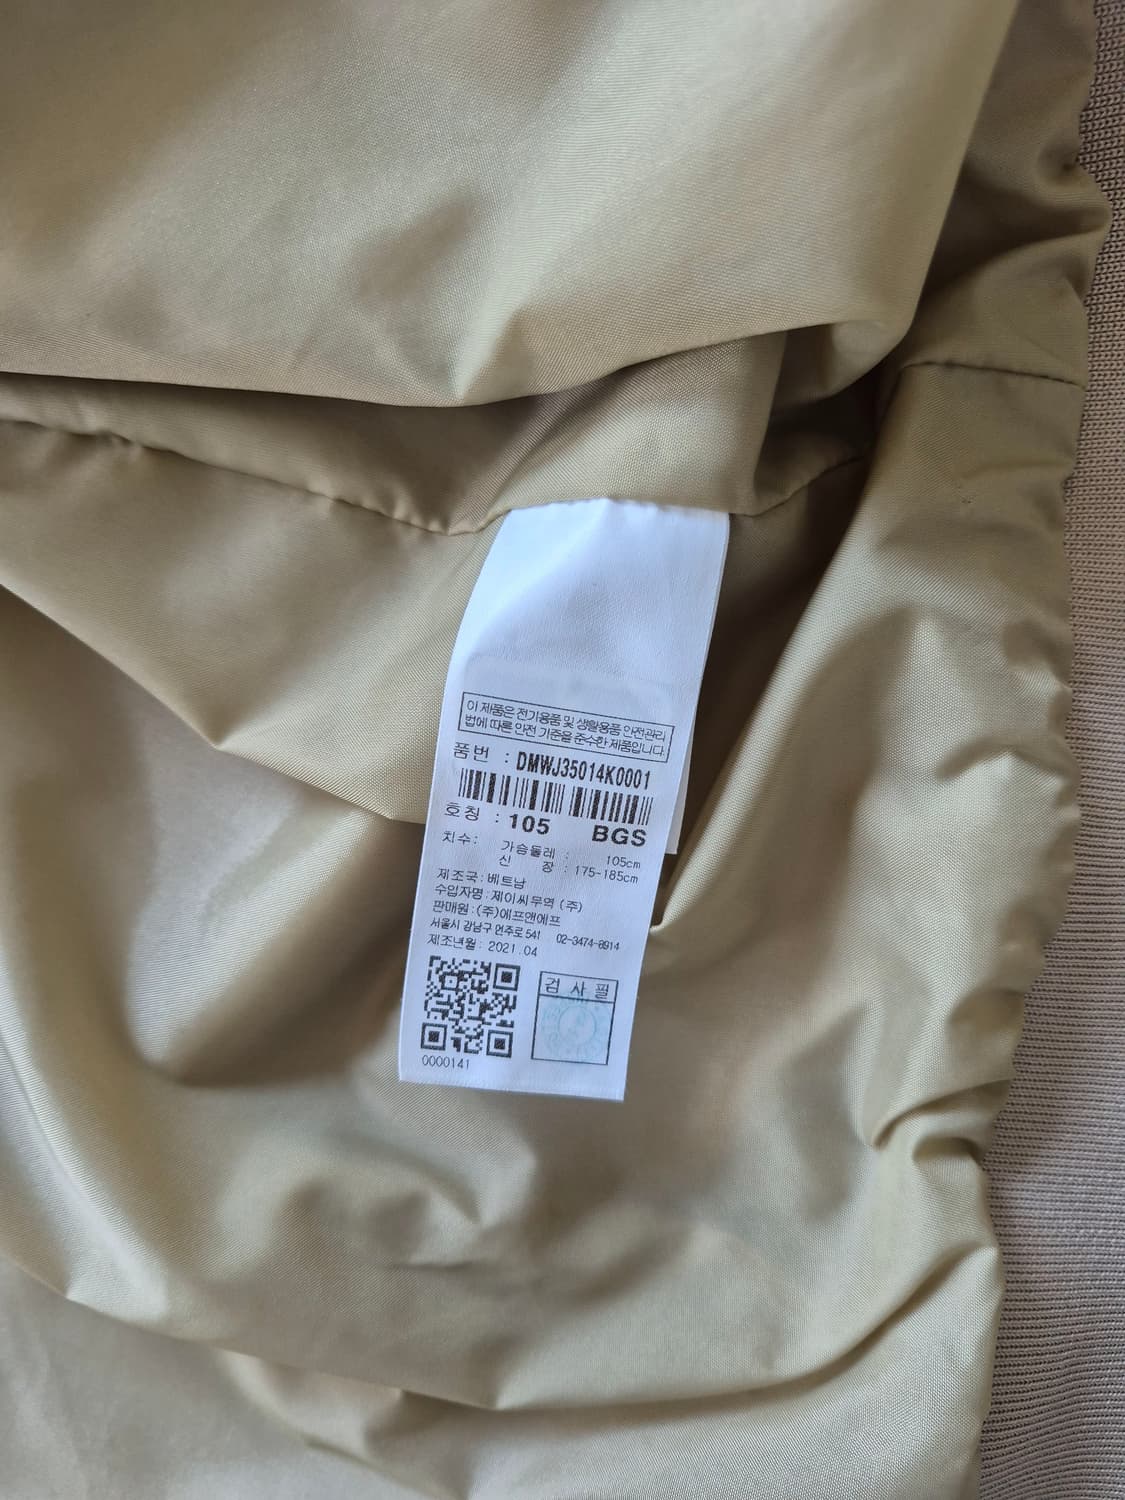 이 제품은 전기용품 및 생활용품 안전관리
법에 따른 안전 기준을 준수한 제품입니다.
품번 : DMWJ35014K0001
호칭 : 105 BGS
치수: 가슴둘레 : 105cm
신 장 : 175-185cm
제조국: 베트남
수입자명: 제이씨무역 (주)
판매원: (주)에프앤에프
서울시 강남구 언주로 541 02-3474-8914
제조년월: 2021.04
검 사 필
0000141